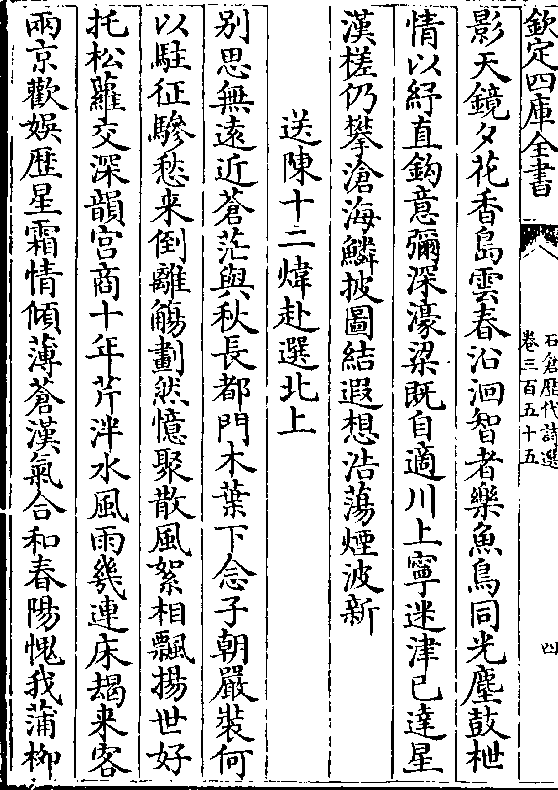 欽定四庫全書
石倉歴代詩選
卷三百五十五
四
影天鏡夕花香島雲春沿洄智者樂魚鳥同光塵鼓枻
情以紓直鈎意彌深濠梁既自適川上寧迷津已達星
漢槎仍攀滄海鱗披圖結遐想浩蕩煙波新
送陳十二煒赴選北上
别思無遠近蒼茫與秋長都門木葉下念子朝嚴裝何
以駐征驂愁来倒離觴劃然憶聚散風絮相飄揚世好
托松蘿交深韻宮商十年芹泮水風雨幾連床朅来客
兩京歡娛歴星霜情傾薄蒼漢氣合和春陽愧我蒲栁